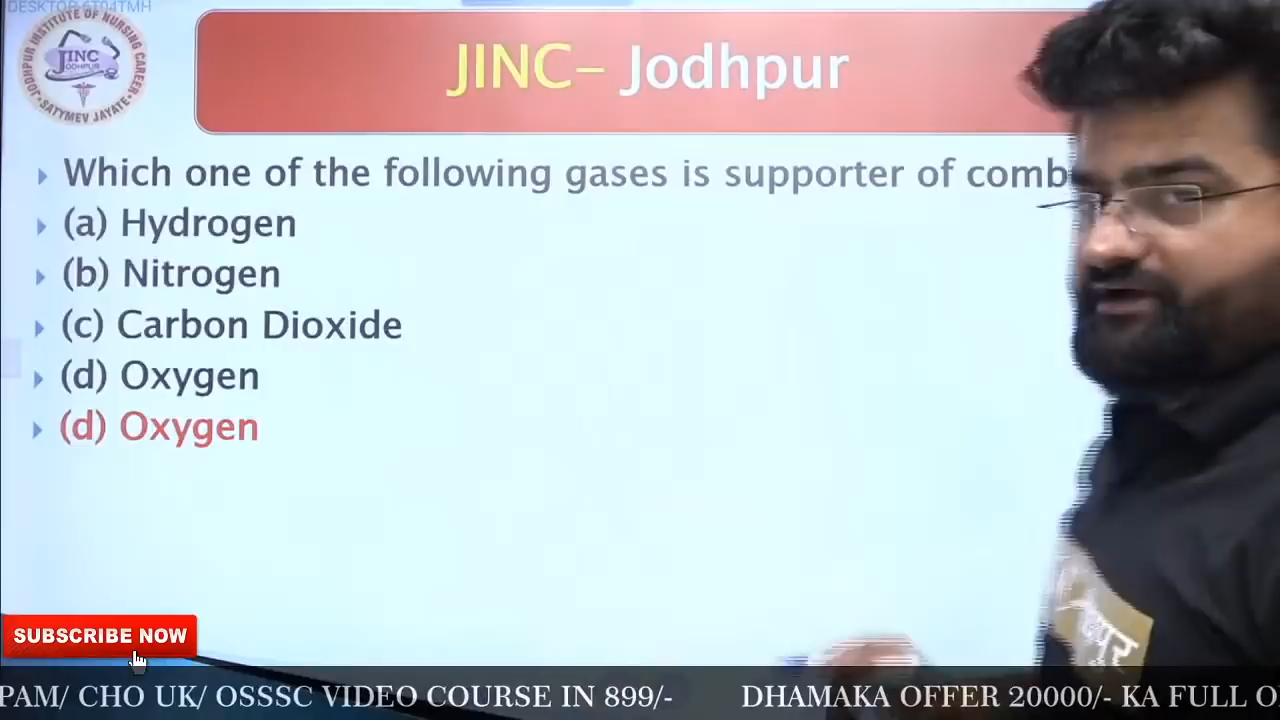 DESKTOP-6T04TMH
JODHPUR INSTITUTE OF NURSING CAREER
JINC
JODHPUR
SATYMEV JAYATE
JINC– Jodhpur
Which one of the following gases is supporter of comb
(a) Hydrogen
(b) Nitrogen
(c) Carbon Dioxide
(d) Oxygen
(d) Oxygen
SUBSCRIBE NOW
PAM/ CHO UK/ OSSSC VIDEO COURSE IN 899/- DHAMAKA OFFER 20000/- KA FULL